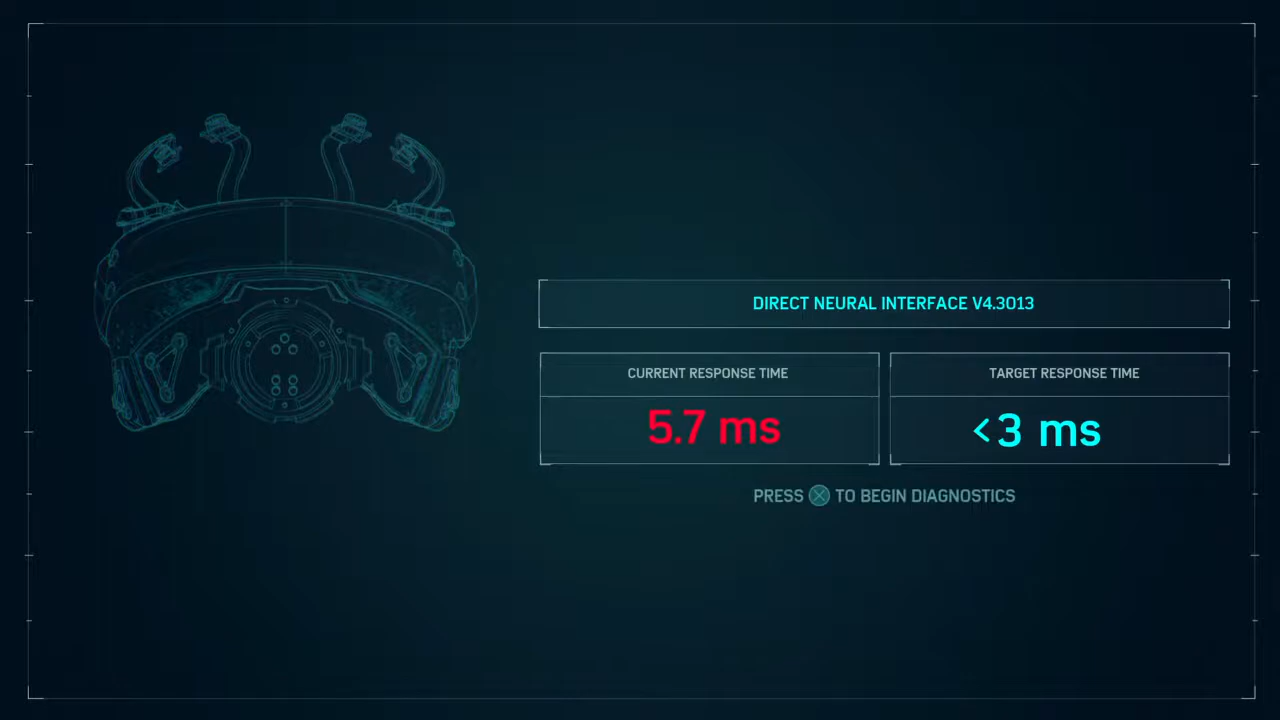 DIRECT NEURAL INTERFACE V4.3013
CURRENT RESPONSE TIME
TARGET RESPONSE TIME
5.7 ms
<3 ms
PRESS TO BEGIN DIAGNOSTICS